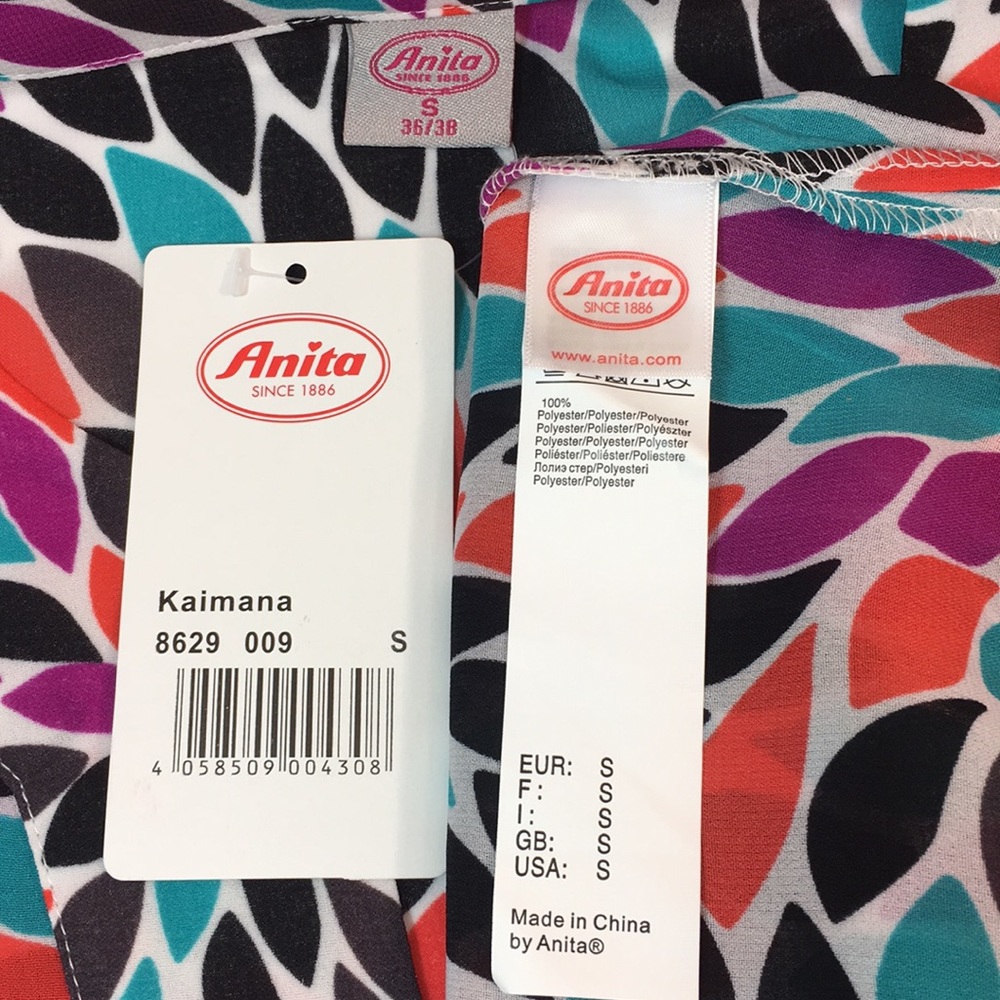 Anita
SINCE 1886
S
36/38
Anita
SINCE 1886
Kaimana
8629 009 S
4 058509 004308
Anita
SINCE 1886
www.anita.com
100%
Polyester/Polyester/Polyester
Polyester/Poliester/Polyészter
Polyester/Polyester/Polyester
Poliéster/Poliéster/Poliestere
Лолиэстер/Polyesteri
Polyester/Polyester
EUR: S
F: S
I: S
GB: S
USA: S
Made in China
by Anita®